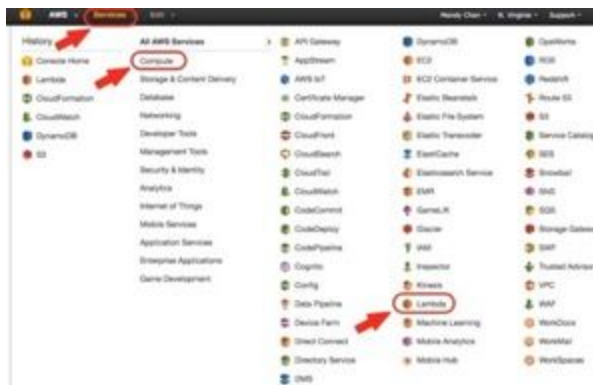 AWS Services Edit Wendy Chan N. Virginia Support
History
Console Home
Lambda
CloudFormation
CloudWatch
DynamoDB
S3
All AWS Services
Compute
Storage & Content Delivery
Database
Networking
Developer Tools
Management Tools
Security & Identity
Analytics
Internet of Things
Mobile Services
Application Services
Enterprise Applications
Game Development
API Gateway
AppStream
AWS IoT
Certificate Manager
CloudFormation
CloudFront
CloudSearch
CloudTrail
CloudWatch
CodeCommit
CodeDeploy
CodePipeline
Cognito
Config
Data Pipeline
Device Farm
Direct Connect
Directory Service
DMS
DynamoDB
EC2
EC2 Container Service
Elastic Beanstalk
Elastic File System
Elastic Transcoder
ElastiCache
Elasticsearch Service
EMR
GameLift
Glacier
IAM
Inspector
Kinesis
Lambda
Machine Learning
Mobile Analytics
Mobile Hub
OpsWorks
RDS
Redshift
Route 53
S3
Service Catalog
SES
Snowball
SNS
SQS
Storage Gatew
SWF
Trusted Advisor
VPC
WAF
WorkDocs
WorkMail
WorkSpaces